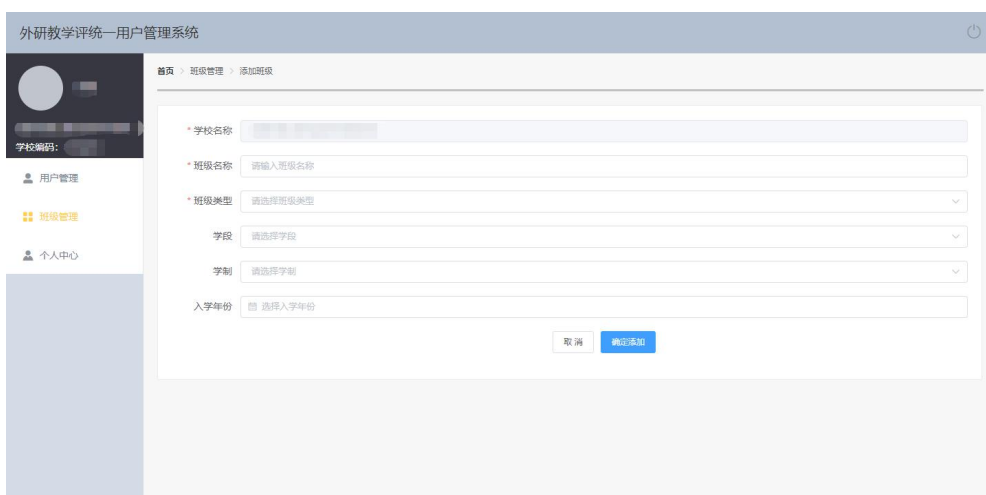 外研教学评统一用户管理系统
首页 > 班级管理 > 添加班级
学校编码：
用户管理
班级管理
个人中心
* 学校名称
* 班级名称 请输入班级名称
* 班级类型 请选择班级类型
学段 请选择学段
学制 请选择学制
入学年份 选择入学年份
取消 确定添加